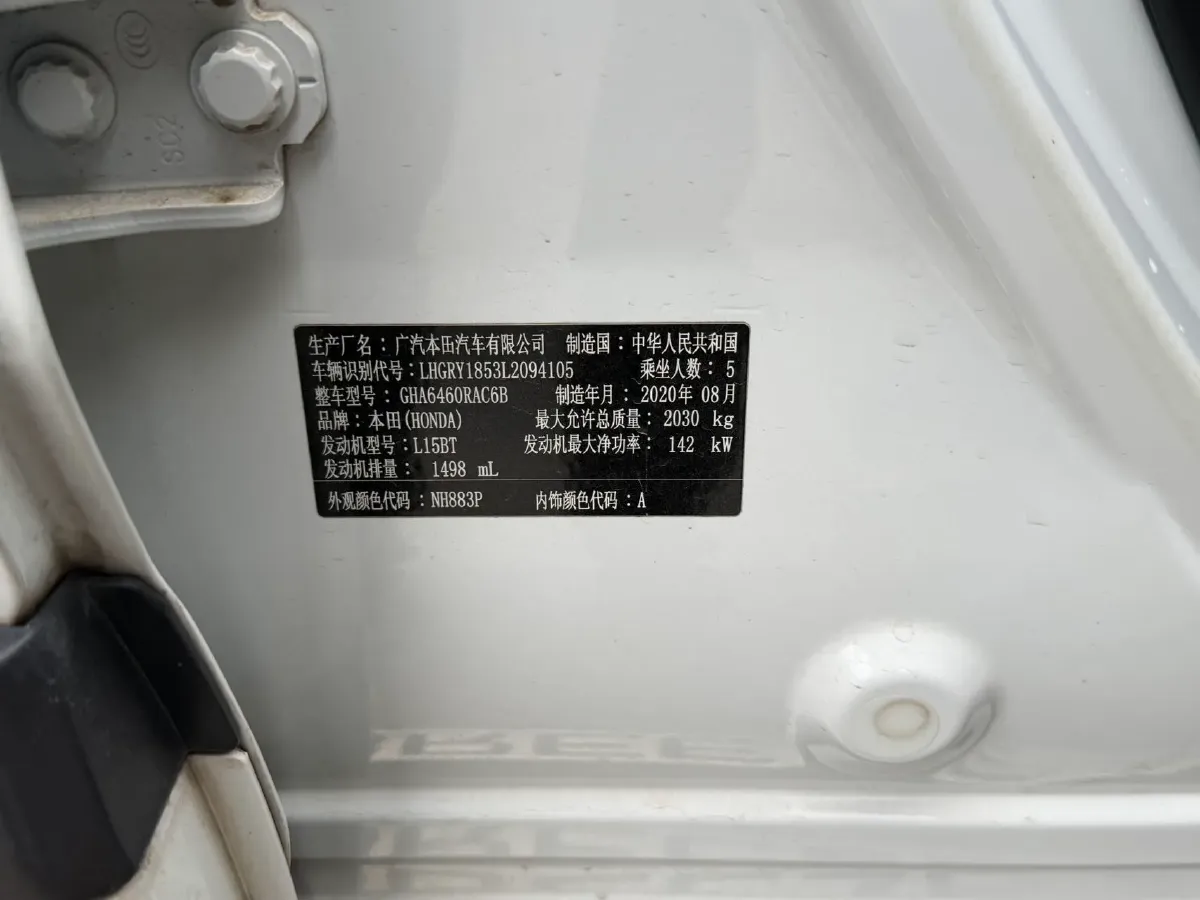 SC2
生产厂名：广汽本田汽车有限公司 制造国：中华人民共和国
车辆识别代号：LHGRY1853L2094105 乘坐人数：5
整车型号：GHA6460RAC6B 制造年月：2020年 08月
品牌：本田(HONDA) 最大允许总质量：2030 kg
发动机型号：L15BT 发动机最大净功率：142 kW
发动机排量：1498 mL
外观颜色代码：NH883P 内饰颜色代码：A